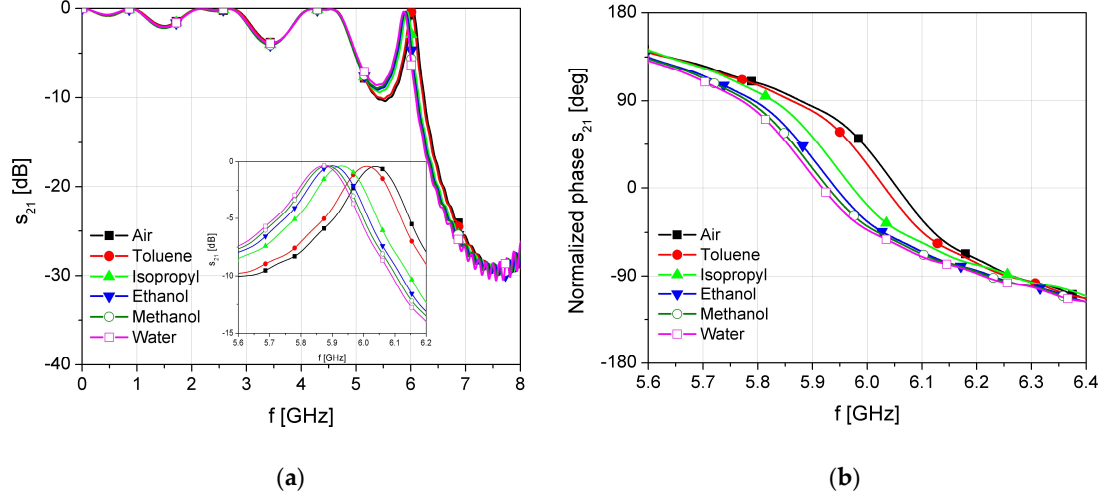 0
-10
-20
-30
-40
s21 [dB]
Air
Toluene
Isopropyl
Ethanol
Methanol
Water
0
-5
-10
-15
s21 [dB]
5.6 5.7 5.8 5.9 6.0 6.1 6.2
f [GHz]
0 1 2 3 4 5 6 7 8
f [GHz]
(a)
180
90
0
-90
-180
Normalized phase s21 [deg]
Air
Toluene
Isopropyl
Ethanol
Methanol
Water
5.6 5.7 5.8 5.9 6.0 6.1 6.2 6.3 6.4
f [GHz]
(b)